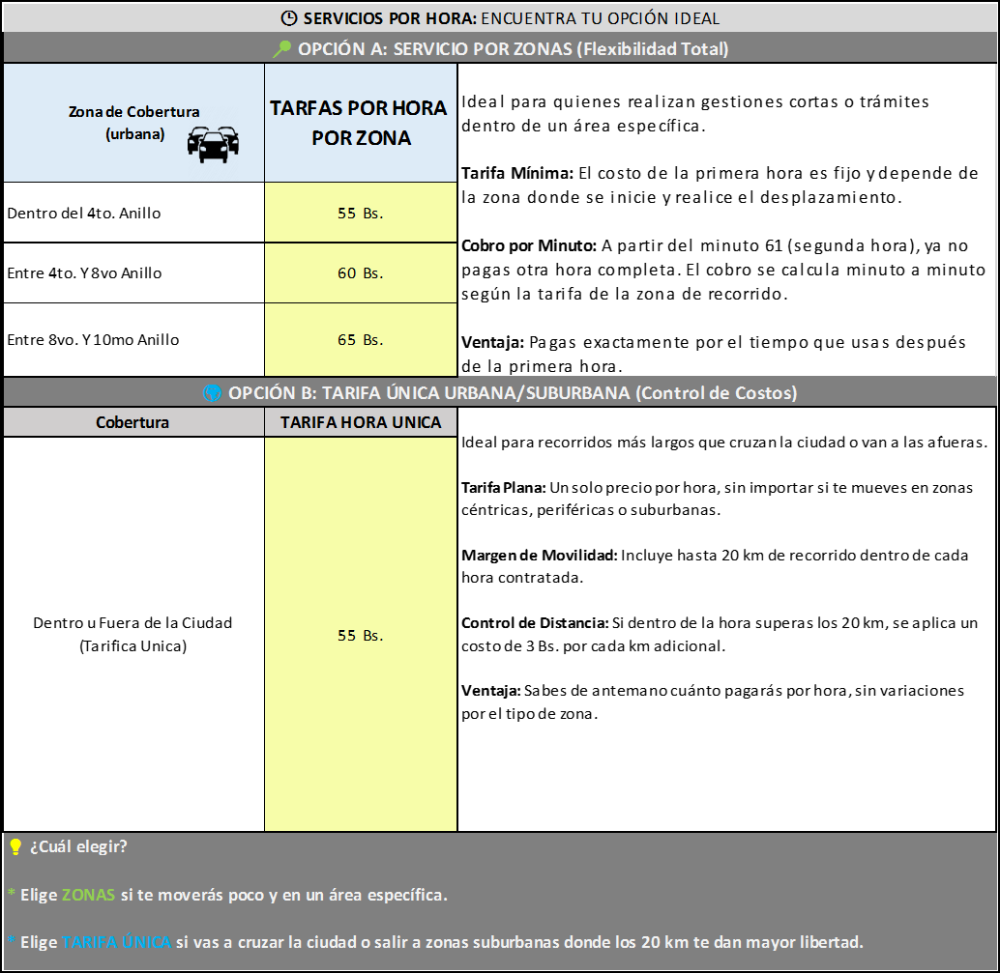 SERVICIOS POR HORA: ENCUENTRA TU OPCIÓN IDEAL
OPCIÓN A: SERVICIO POR ZONAS (Flexibilidad Total)
Zona de Cobertura
(urbana)
TARFAS POR HORA
POR ZONA
Dentro del 4to. Anillo
55 Bs.
Entre 4to. Y 8vo Anillo
60 Bs.
Entre 8vo. Y 10mo Anillo
65 Bs.
Ideal para quienes realizan gestiones cortas o trámites
dentro de un área específica.
Tarifa Mínima: El costo de la primera hora es fijo y depende de
la zona donde se inicie y realice el desplazamiento.
Cobro por Minuto: A partir del minuto 61 (segunda hora), ya no
pagas otra hora completa. El cobro se calcula minuto a minuto
según la tarifa de la zona de recorrido.
Ventaja: Pagas exactamente por el tiempo que usas después
de la primera hora.
OPCIÓN B: TARIFA ÚNICA URBANA/SUBURBANA (Control de Costos)
Cobertura
TARIFA HORA UNICA
Dentro u Fuera de la Ciudad
(Tarifica Unica)
55 Bs.
Ideal para recorridos más largos que cruzan la ciudad o van a las afueras.
Tarifa Plana: Un solo precio por hora, sin importar si te mueves en zonas
céntricas, periféricas o suburbanas.
Margen de Movilidad: Incluye hasta 20 km de recorrido dentro de cada
hora contratada.
Control de Distancia: Si dentro de la hora superas los 20 km, se aplica un
costo de 3 Bs. por cada km adicional.
Ventaja: Sabes de antemano cuánto pagarás por hora, sin variaciones
por el tipo de zona.
¿Cuál elegir?
* Elige ZONAS si te moverás poco y en un área específica.
* Elige TARIFA ÚNICA si vas a cruzar la ciudad o salir a zonas suburbanas donde los 20 km te dan mayor libertad.